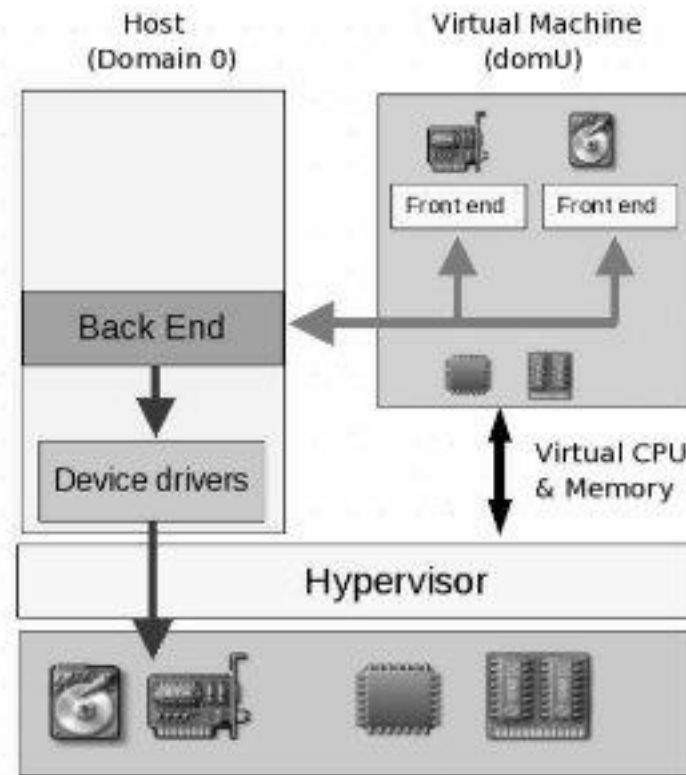 Host
(Domain 0)
Virtual Machine
(domU)
Front end
Front end
Back End
Device drivers
Virtual CPU
& Memory
Hypervisor